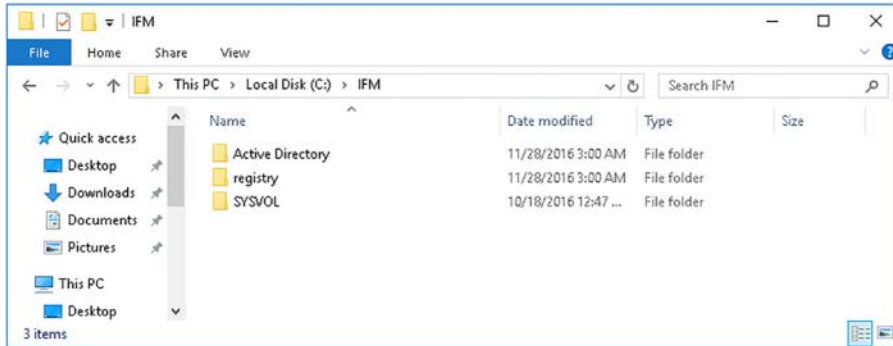 IFM
File Home Share View
This PC > Local Disk (C:) > IFM
Search IFM
Name Date modified Type Size
Quick access
Desktop
Downloads
Documents
Pictures
This PC
Desktop
Active Directory 11/28/2016 3:00 AM File folder
registry 11/28/2016 3:00 AM File folder
SYSVOL 10/18/2016 12:47 ... File folder
3 items